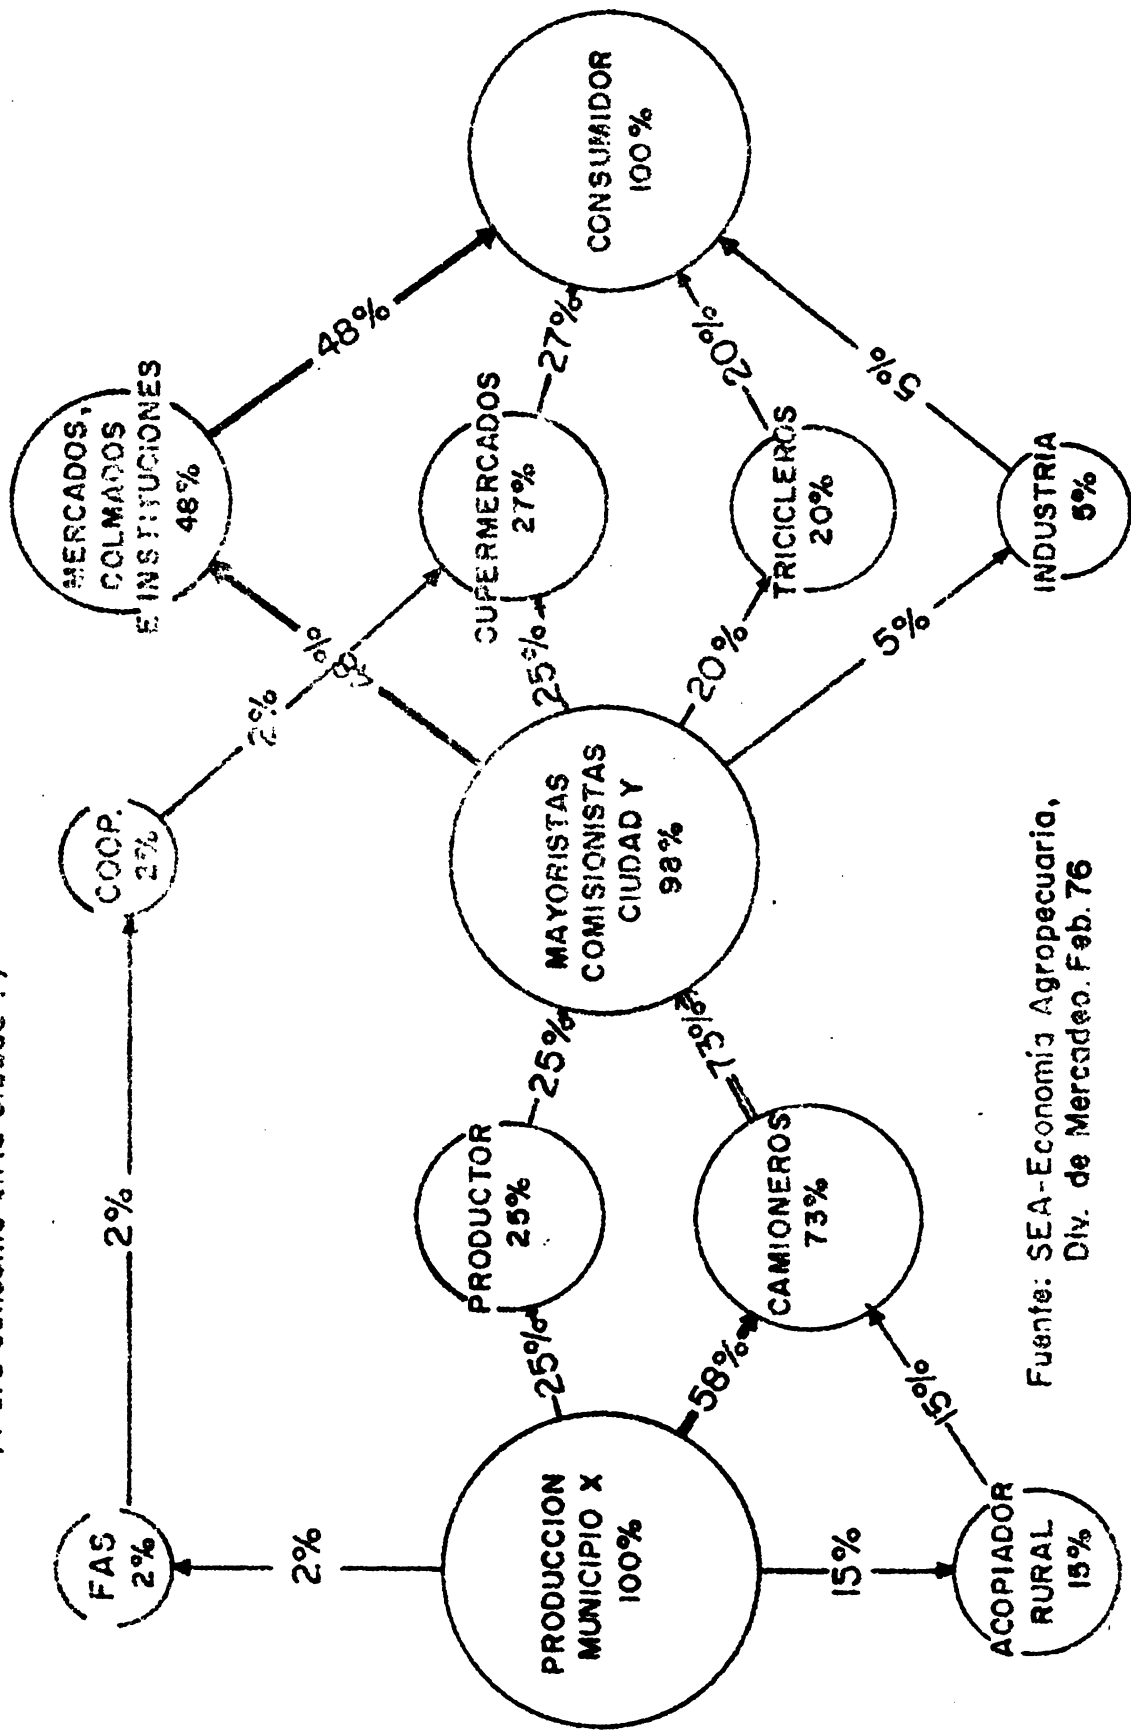 FAS
2%
2%
COOP.
2%
2%
MERCADOS,
COLMADOS
E INSTITUCIONES
48%
48%
2%
PRODUCCION
MUNICIPIO X
100%
25%
PRODUCTOR
25%
25%
MAYORISTAS
COMISIONISTAS
CIUDAD Y
98%
25%
SUPERMERCADOS
27%
27%
CONSUMIDOR
100%
58%
CAMIONEROS
73%
73%
20%
TRICICLEROS
20%
20%
15%
ACOPIADOR
RURAL
15%
15%
5%
INDUSTRIA
5%
5%
Fuente: SEA-Economía Agropecuaria,
Div. de Mercadeo. Feb. 76